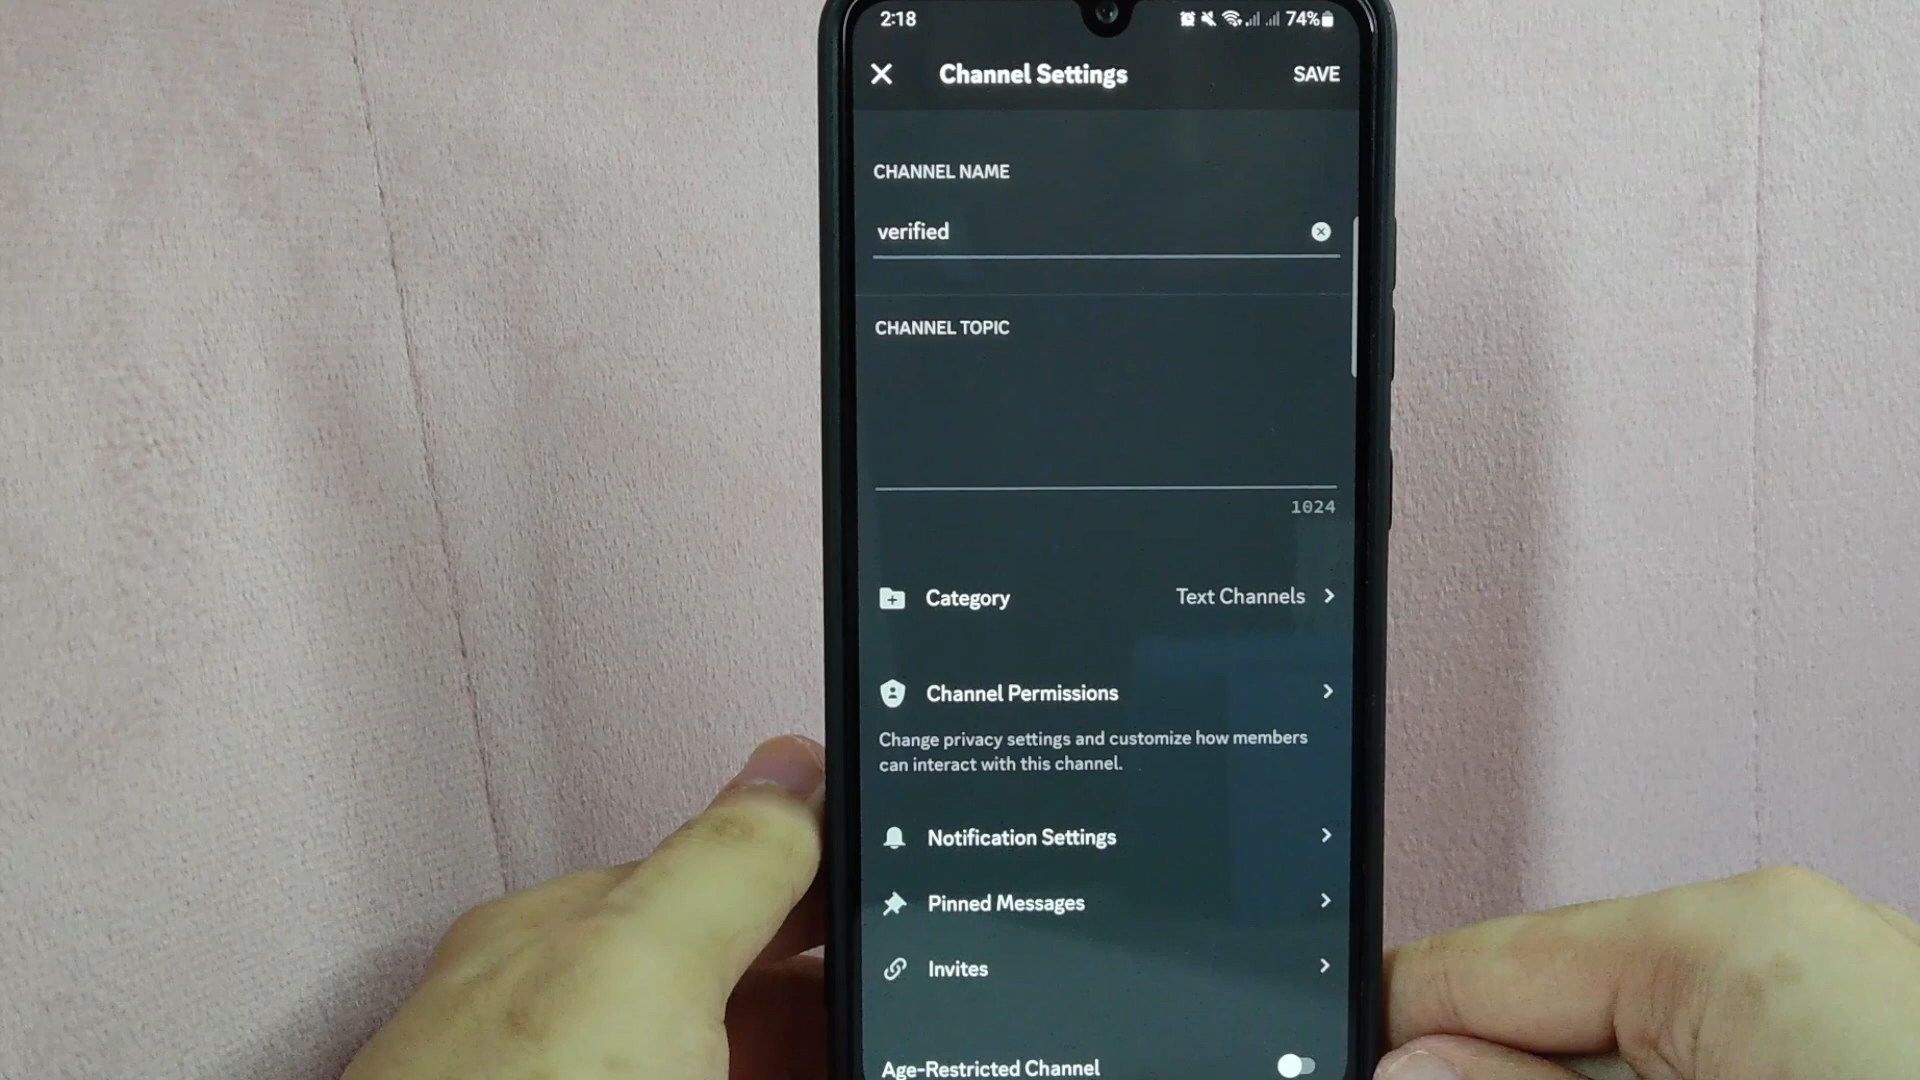 2:18 74%
Channel Settings SAVE
CHANNEL NAME
verified
CHANNEL TOPIC
1024
Category Text Channels
Channel Permissions
Change privacy settings and customize how members
can interact with this channel.
Notification Settings
Pinned Messages
Invites
Age-Restricted Channel